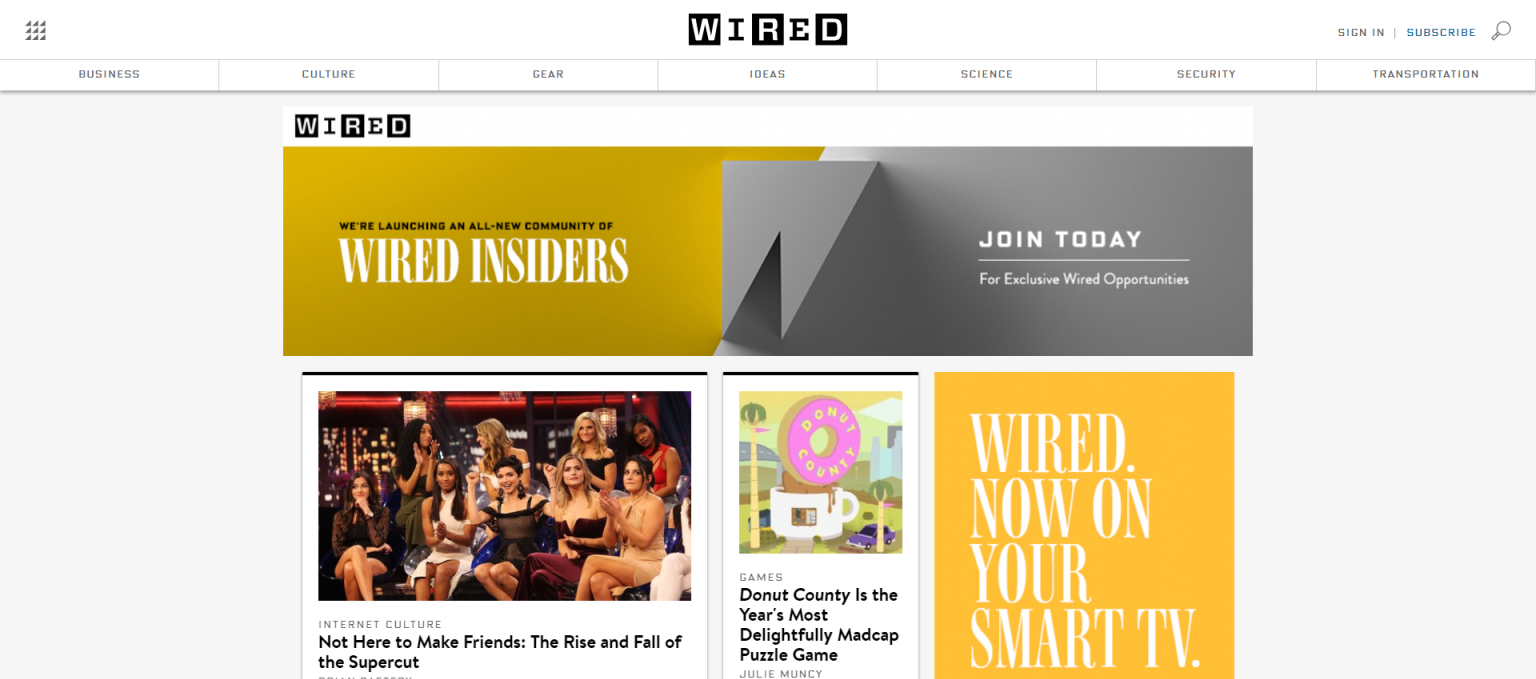 WIRED
SIGN IN | SUBSCRIBE
BUSINESS
CULTURE
GEAR
IDEAS
SCIENCE
SECURITY
TRANSPORTATION
WIRED
WE'RE LAUNCHING AN ALL-NEW COMMUNITY OF
WIRED INSIDERS
JOIN TODAY
For Exclusive Wired Opportunities
INTERNET CULTURE
Not Here to Make Friends: The Rise and Fall of
the Supercut
DONUT
COUNTY
GAMES
Donut County Is the
Year's Most
Delightfully Madcap
Puzzle Game
JULIE MUNCY
WIRED.
NOW ON
YOUR
SMART TV.